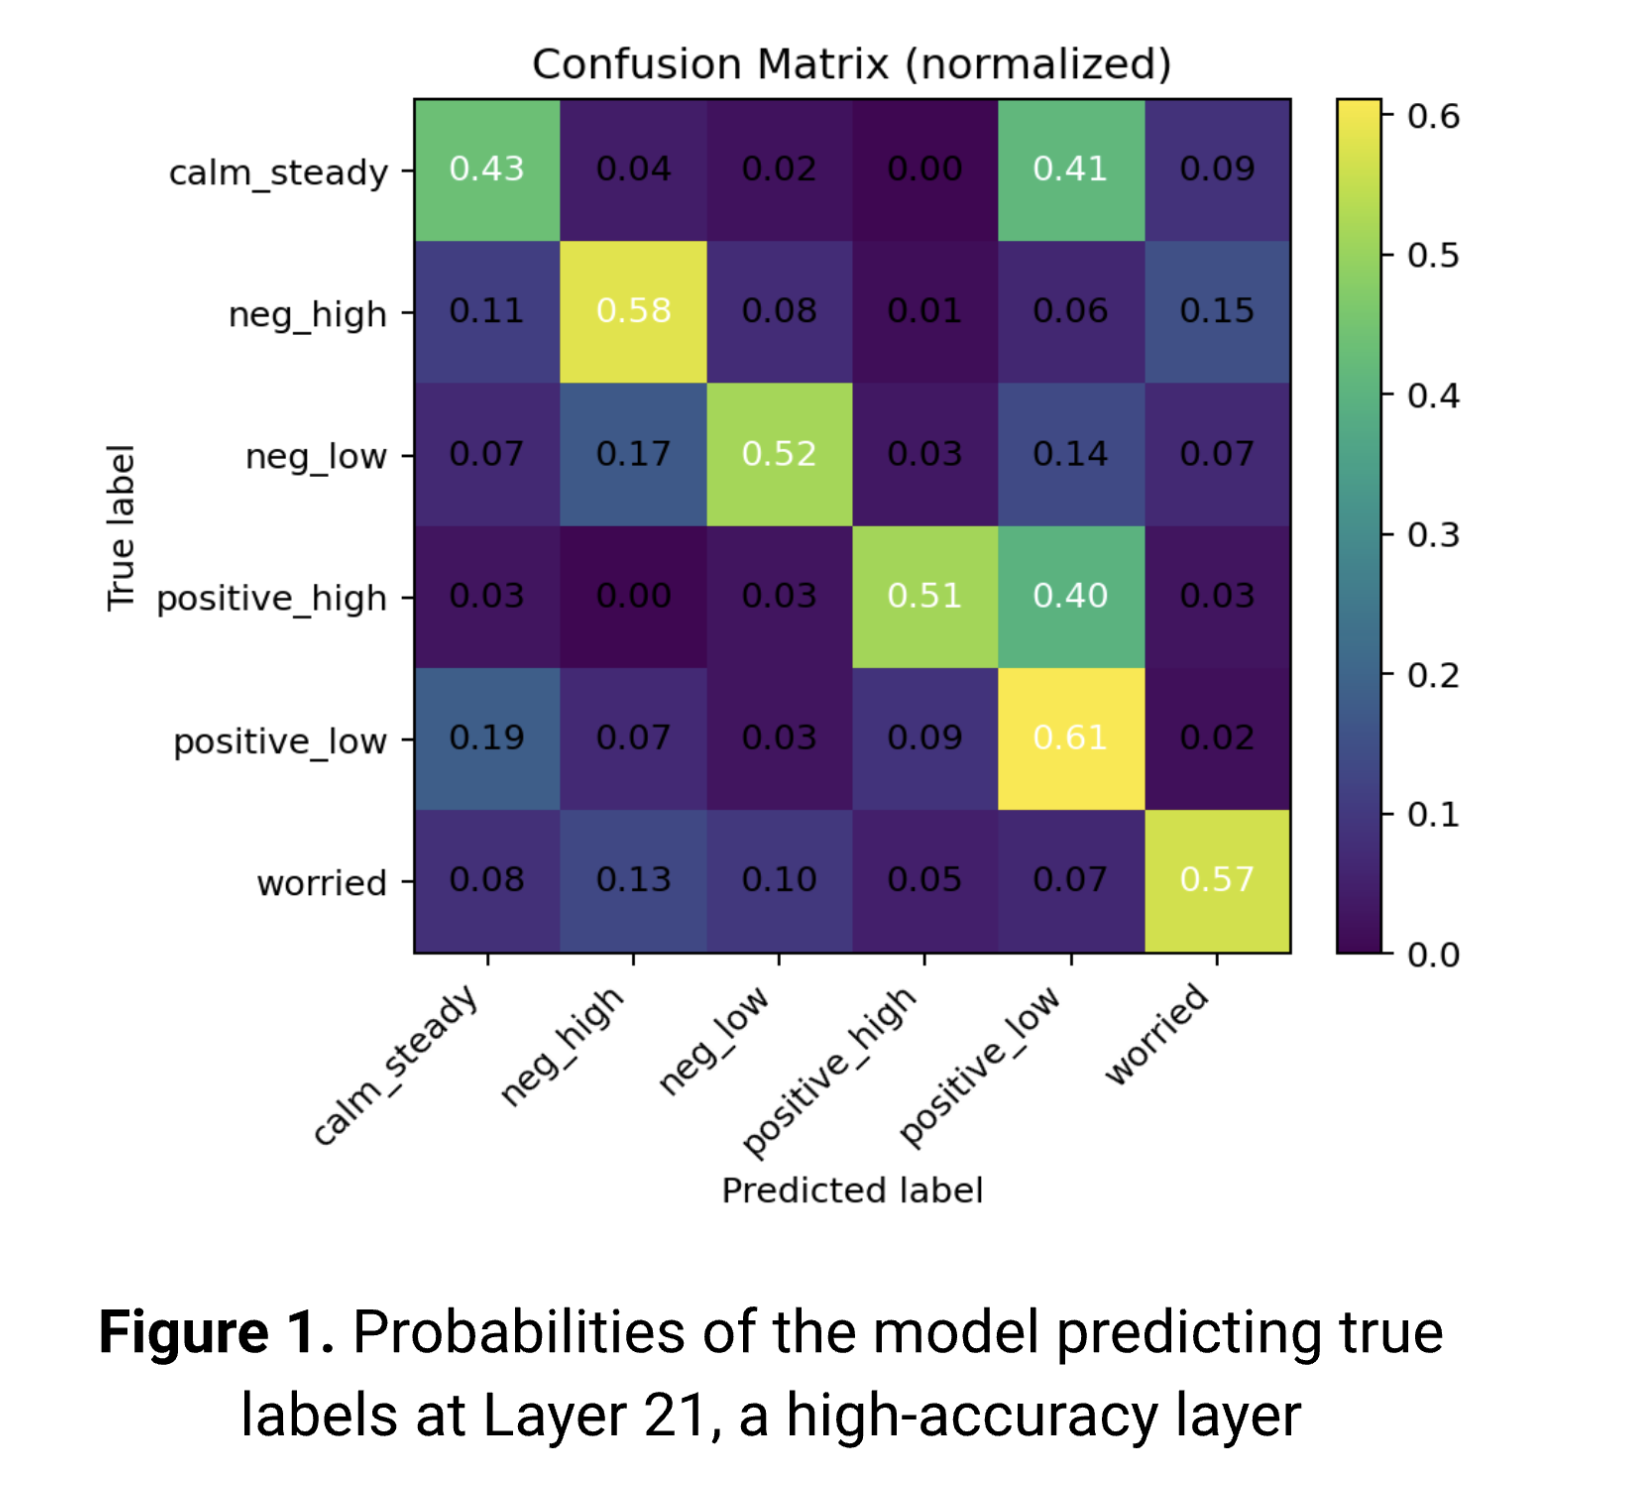 Confusion Matrix (normalized)
calm_steady 0.43 0.04 0.02 0.00 0.41 0.09
neg_high 0.11 0.58 0.08 0.01 0.06 0.15
neg_low 0.07 0.17 0.52 0.03 0.14 0.07
positive_high 0.03 0.00 0.03 0.51 0.40 0.03
positive_low 0.19 0.07 0.03 0.09 0.61 0.02
worried 0.08 0.13 0.10 0.05 0.07 0.57
True label
calm_steady
neg_high
neg_low
positive_high
positive_low
worried
Predicted label
0.6
0.5
0.4
0.3
0.2
0.1
0.0
Figure 1. Probabilities of the model predicting true
labels at Layer 21, a high-accuracy layer